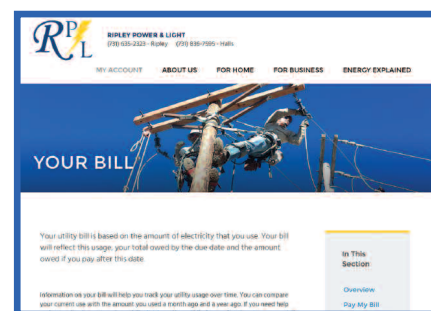 RPL
RIPLEY POWER & LIGHT
(731) 635-2323 - Ripley (731) 836-7595 - Halls
MY ACCOUNT ABOUT US FOR HOME FOR BUSINESS ENERGY EXPLAINED
YOUR BILL
Your utility bill is based on the amount of electricity that you use. Your bill
will reflect this usage, your total owed by the due date and the amount
owed if you pay after this date.
In This
Section
Overview
Pay My Bill
Information on your bill will help you track your utility usage over time. You can compare
your current use with the amount you used a month ago and a year ago. If you need help